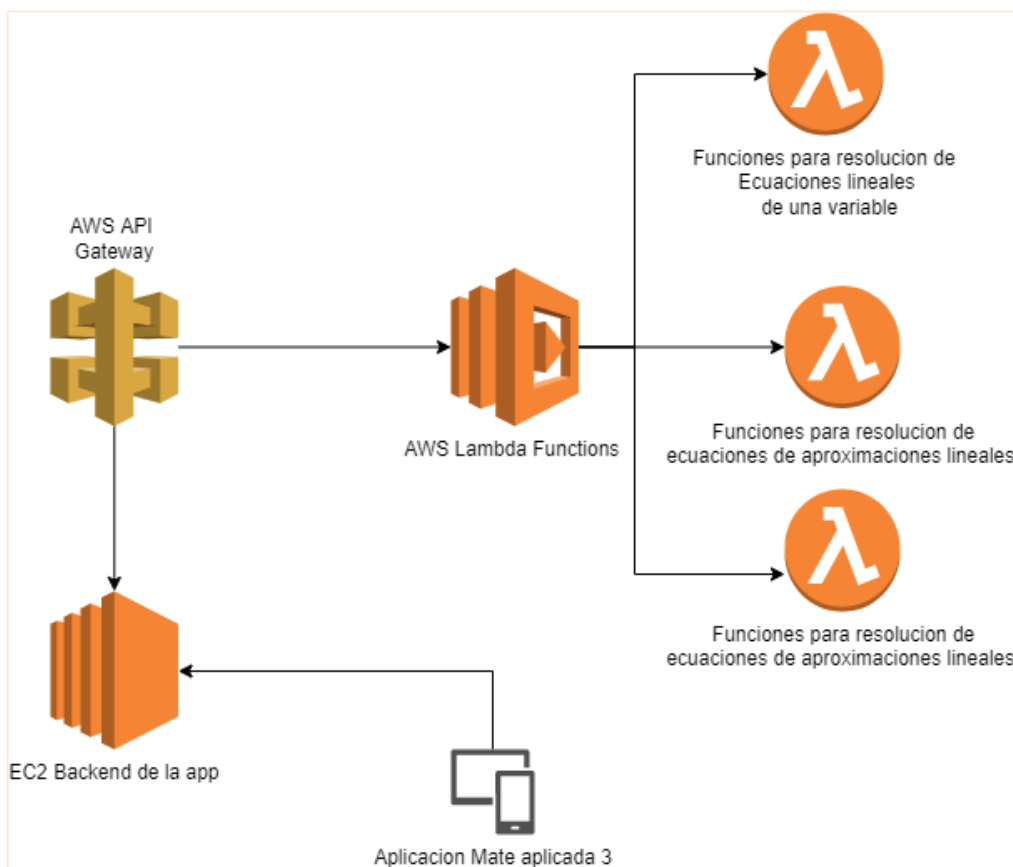 Funciones para resolucion de
Ecuaciones lineales
de una variable
AWS API
Gateway
AWS Lambda Functions
Funciones para resolucion de
ecuaciones de aproximaciones lineales
Funciones para resolucion de
ecuaciones de aproximaciones lineales
EC2 Backend de la app
Aplicacion Mate aplicada 3